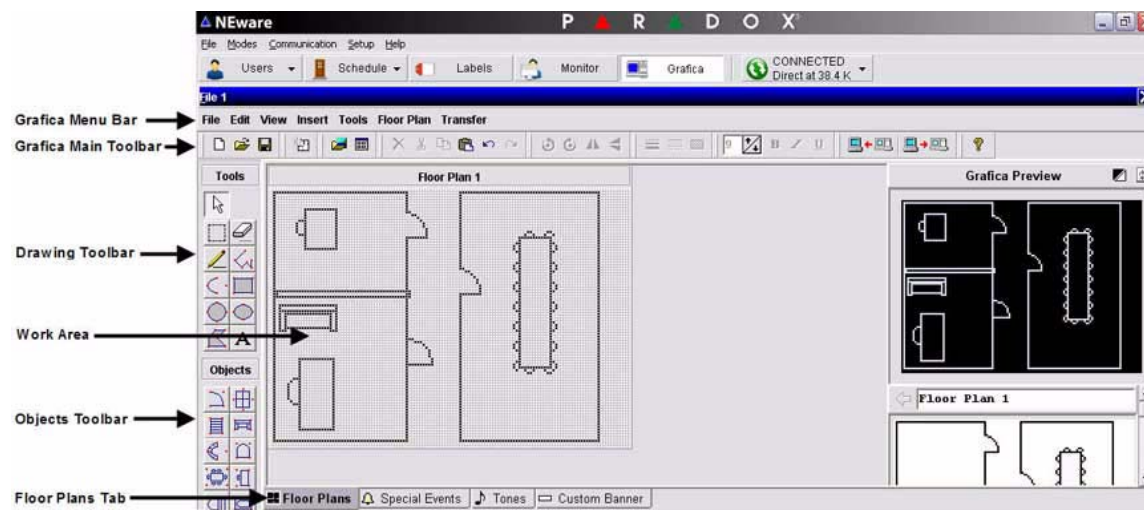 NEware
PARADOX
File Modes Communication Setup Help
Users Schedule Labels Monitor Grafica CONNECTED
Direct at 38.4 K
File 1
Grafica Menu Bar
File Edit View Insert Tools Floor Plan Transfer
Grafica Main Toolbar
9 B I U ?
Tools
Floor Plan 1
Grafica Preview
Drawing Toolbar
Work Area
A
Objects
Floor Plan 1
Objects Toolbar
Floor Plans Tab
Floor Plans Special Events Tones Custom Banner